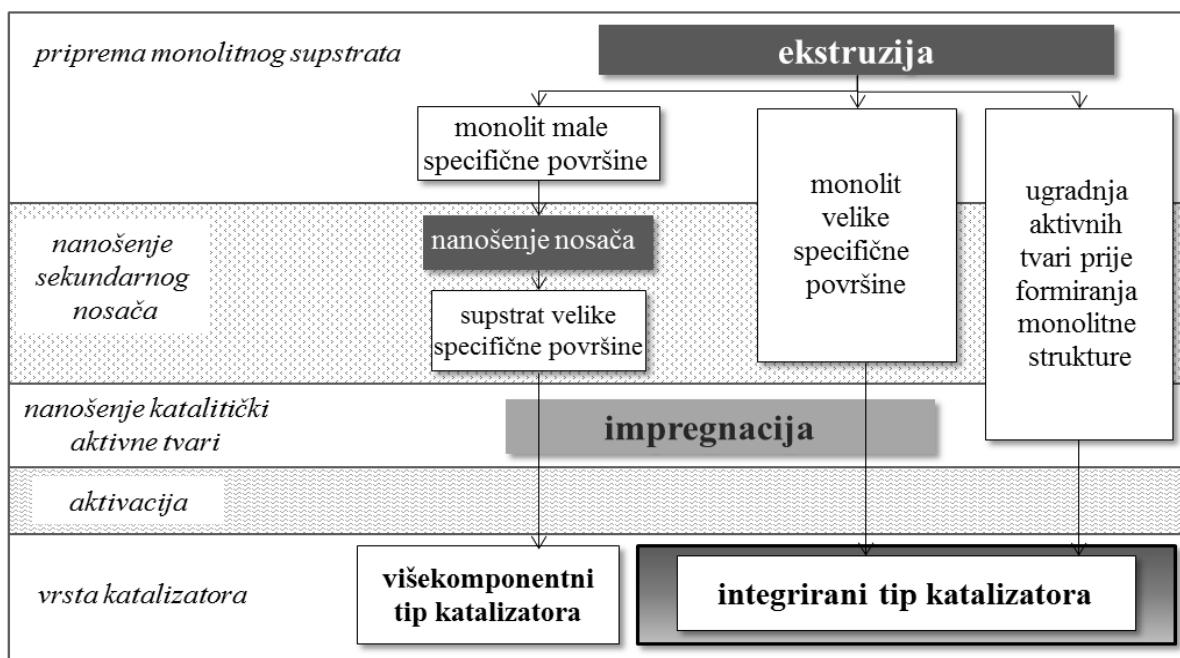 priprema monolitnog supstrata
ekstruzija
monolit male
specifične površine
monolit
velike
specifične
površine
ugradnja
aktivnih
tvari prije
formiranja
monolitne
strukture
nanošenje
sekundarnog
nosača
nanošenje nosača
supstrat velike
specifične površine
nanošenje katalitički
aktivne tvari
impregnacija
aktivacija
vrsta katalizatora
višekomponentni
tip katalizatora
integrirani tip katalizatora